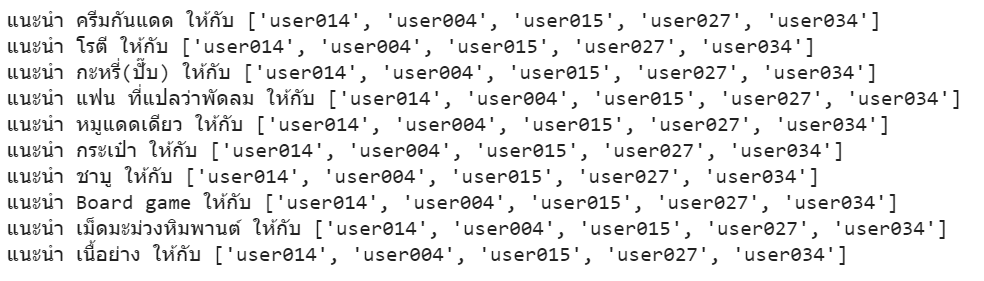 แนะนำ ครีมกันแดด ให้กับ ['user014', 'user004', 'user015', 'user027', 'user034']
แนะนำ โรตี ให้กับ ['user014', 'user004', 'user015', 'user027', 'user034']
แนะนำ กะหรี่(ปั๊บ) ให้กับ ['user014', 'user004', 'user015', 'user027', 'user034']
แนะนำ แฟน ที่แปลว่าพัดลม ให้กับ ['user014', 'user004', 'user015', 'user027', 'user034']
แนะนำ หมูแดดเดียว ให้กับ ['user014', 'user004', 'user015', 'user027', 'user034']
แนะนำ กระเป๋า ให้กับ ['user014', 'user004', 'user015', 'user027', 'user034']
แนะนำ ชาบู ให้กับ ['user014', 'user004', 'user015', 'user027', 'user034']
แนะนำ Board game ให้กับ ['user014', 'user004', 'user015', 'user027', 'user034']
แนะนำ เม็ดมะม่วงหิมพานต์ ให้กับ ['user014', 'user004', 'user015', 'user027', 'user034']
แนะนำ เนื้อย่าง ให้กับ ['user014', 'user004', 'user015', 'user027', 'user034']